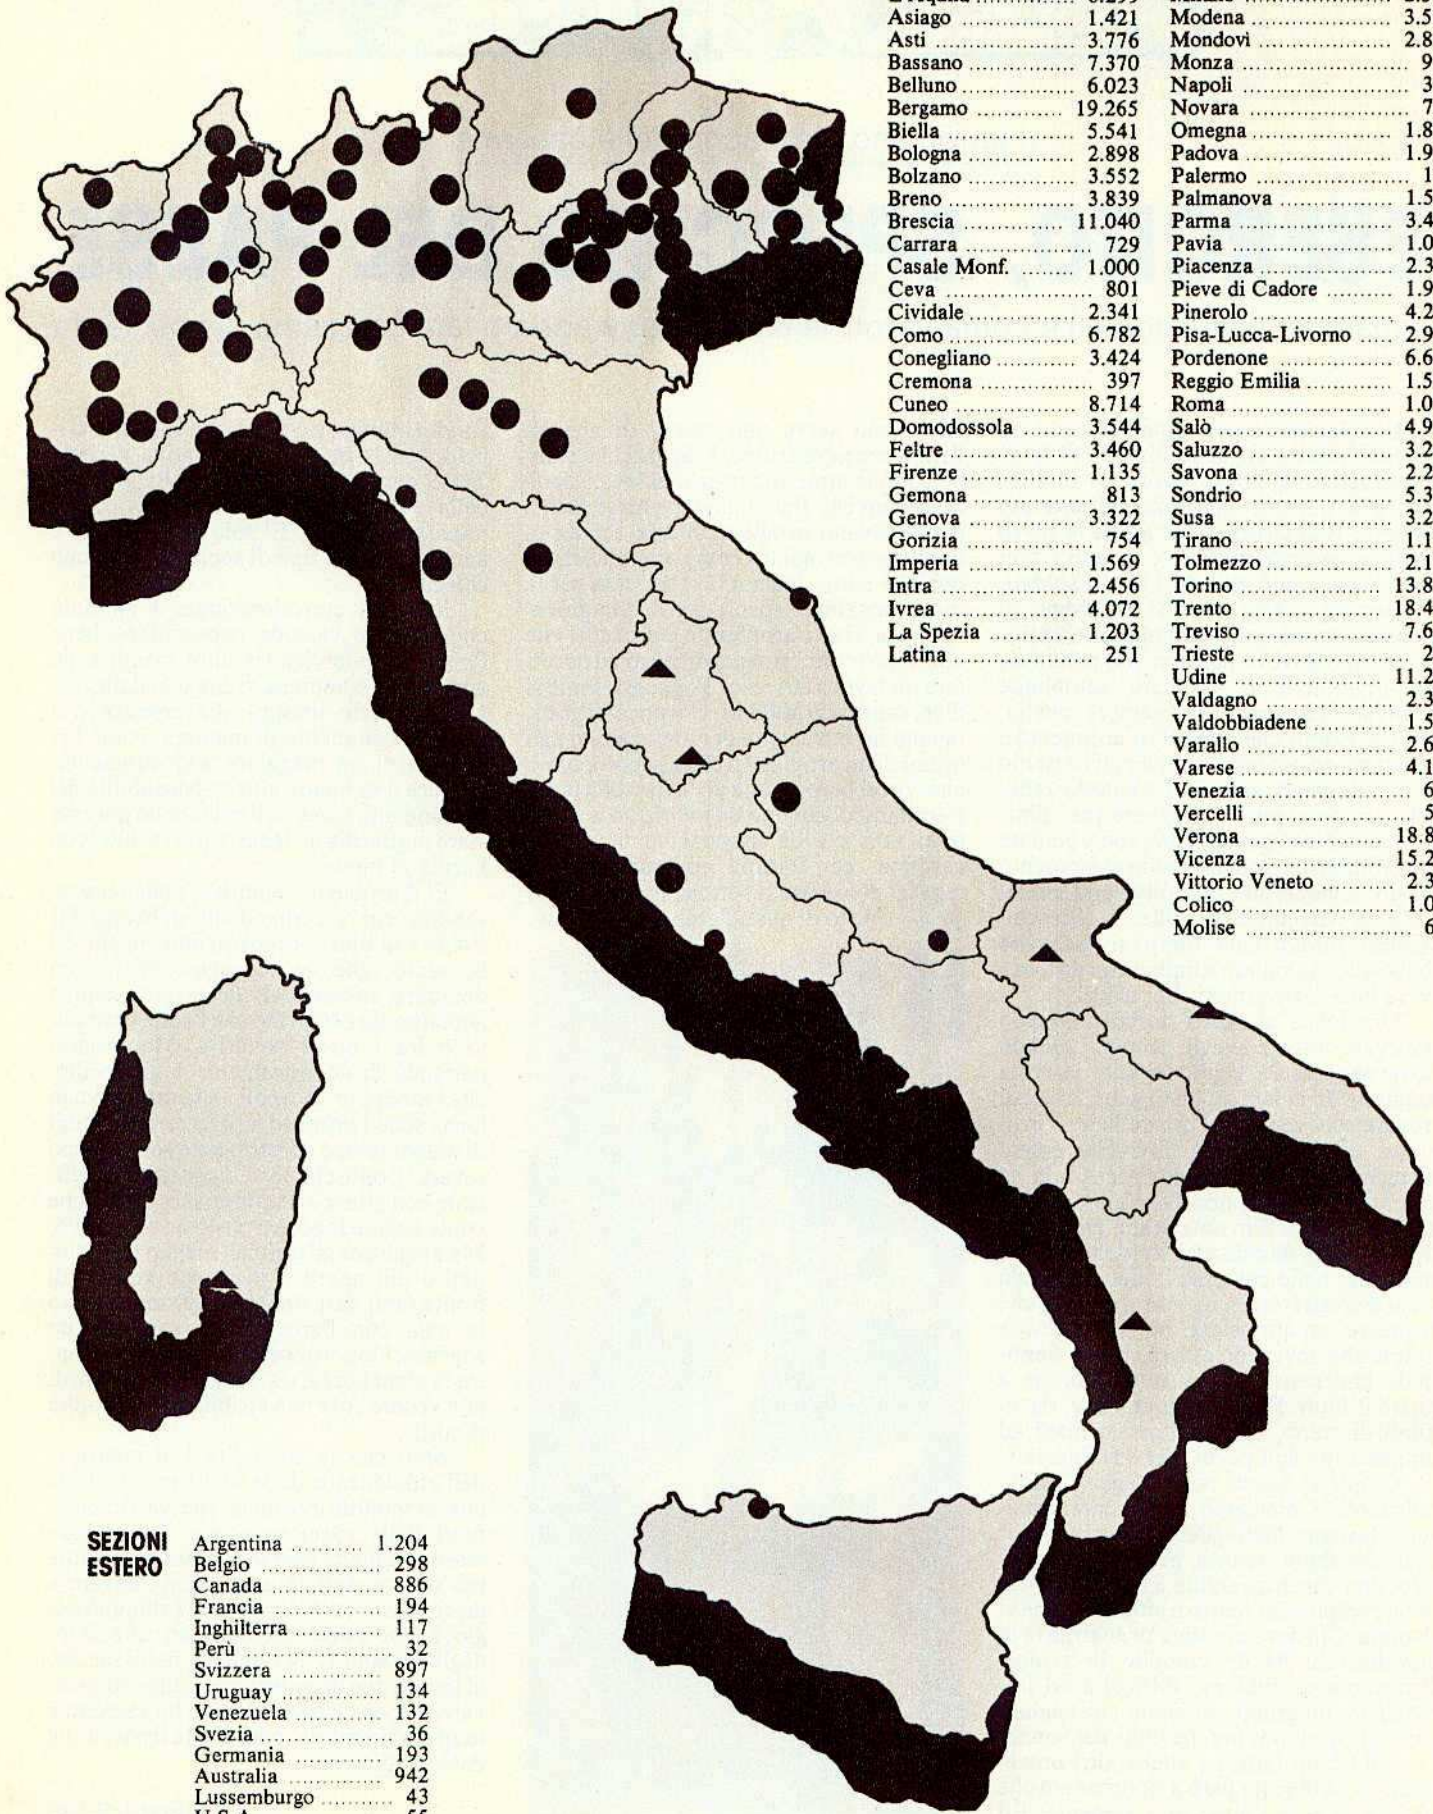 Asiago 1.421
Asti 3.776
Bassano 7.370
Belluno 6.023
Bergamo 19.265
Biella 5.541
Bologna 2.898
Bolzano 3.552
Breno 3.839
Brescia 11.040
Carrara 729
Casale Monf. 1.000
Ceva 801
Cividale 2.341
Como 6.782
Conegliano 3.424
Cremona 397
Cuneo 8.714
Domodossola 3.544
Feltre 3.460
Firenze 1.135
Gemona 813
Genova 3.322
Gorizia 754
Imperia 1.569
Intra 2.456
Ivrea 4.072
La Spezia 1.203
Latina 251
Modena 3.5
Mondovì 2.8
Monza 9
Napoli 3
Novara 7
Omegna 1.8
Padova 1.9
Palermo 1
Palmanova 1.5
Parma 3.4
Pavia 1.0
Piacenza 2.3
Pieve di Cadore 1.9
Pinerolo 4.2
Pisa-Lucca-Livorno 2.9
Pordenone 6.6
Reggio Emilia 1.5
Roma 1.0
Salò 4.9
Saluzzo 3.2
Savona 2.2
Sondrio 5.3
Susa 3.2
Tirano 1.1
Tolmezzo 2.1
Torino 13.8
Trento 18.4
Treviso 7.6
Trieste 2
Udine 11.2
Valdagno 2.3
Valdobbiadene 1.5
Varallo 2.6
Varese 4.1
Venezia 6
Vercelli 5
Verona 18.8
Vicenza 15.2
Vittorio Veneto 2.3
Colico 1.0
Molise 6
SEZIONI
ESTERO
Argentina 1.204
Belgio 298
Canada 886
Francia 194
Inghilterra 117
Perù 32
Svizzera 897
Uruguay 134
Venezuela 132
Svezia 36
Germania 193
Australia 942
Lussemburgo 43